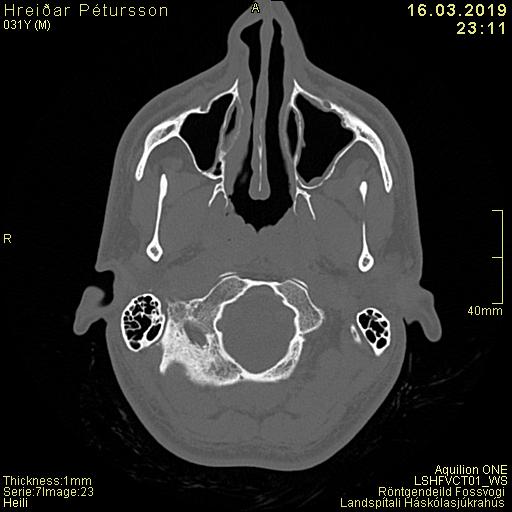 Hreiðar Pétursson
031Y (M)
A
16.03.2019
23:11
R
40mm
Thickness:1mm
Serie:7Image:23
Heili
Aquilion ONE
LSHFVCT01_WS
Röntgendeild Fossvogi
Landspítali Háskólasjúkrahús